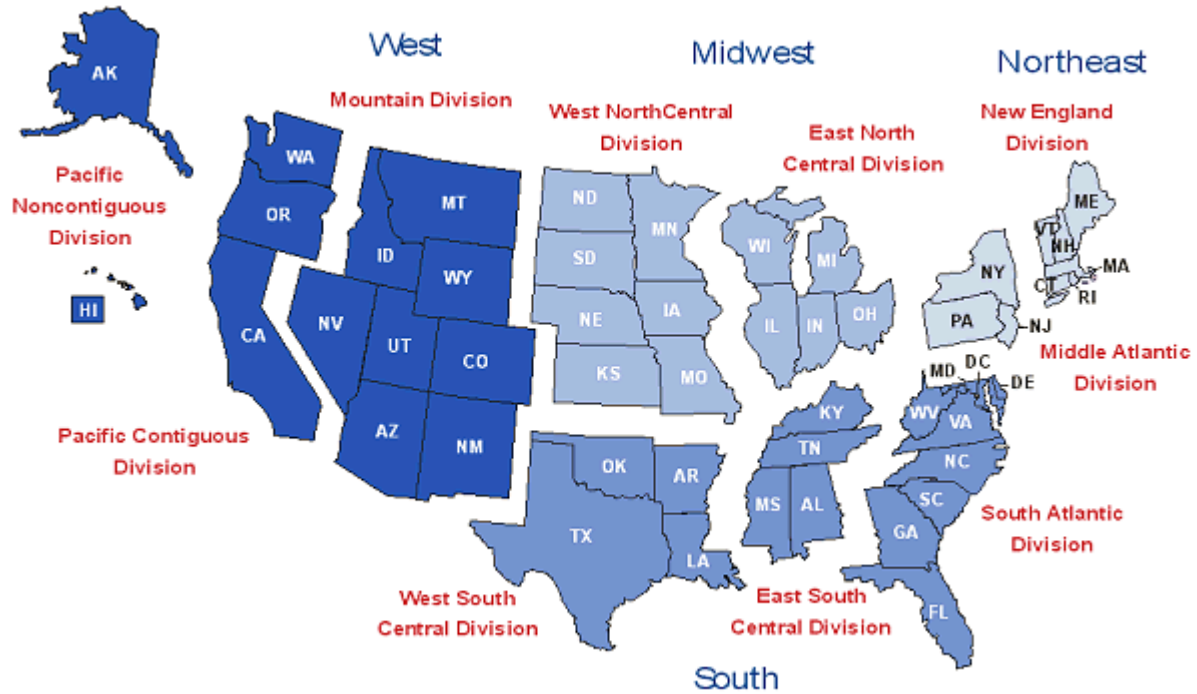 West
Midwest
Northeast
Mountain Division
West NorthCentral
Division
East North
Central Division
New England
Division
Pacific
Noncontiguous
Division
Pacific Contiguous
Division
Middle Atlantic
Division
South Atlantic
Division
West South
Central Division
East South
Central Division
South
AK
HI
WA
OR
CA
MT
ID
WY
NV
UT
CO
AZ
NM
ND
SD
NE
KS
MN
IA
MO
WI
MI
IL
IN
OH
ME
VT
NH
MA
CT
RI
NY
PA
NJ
MD
DC
DE
WV
VA
KY
TN
NC
SC
GA
FL
MS
AL
OK
AR
TX
LA